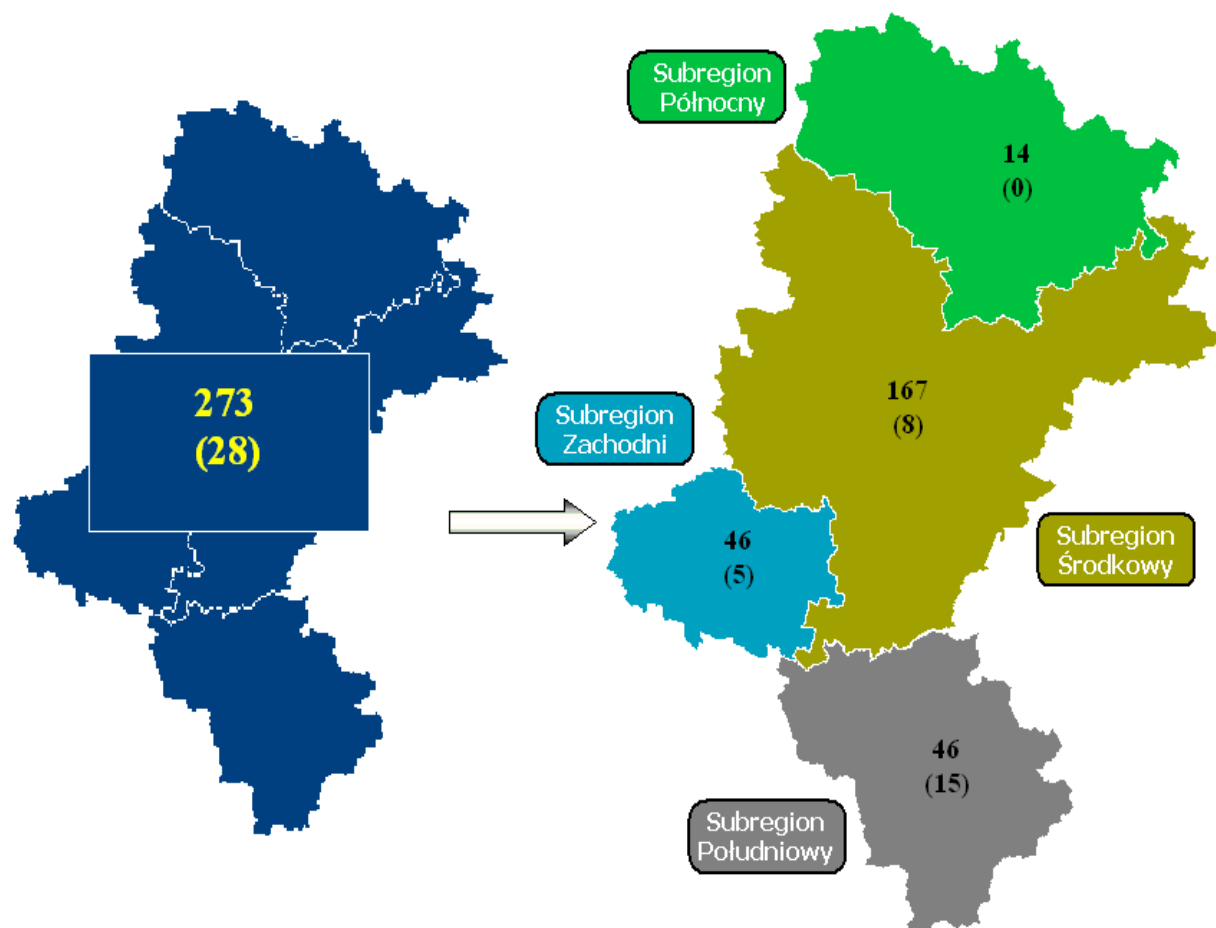 Subregion
Północny
14
(0)
273
(28)
167
(8)
Subregion
Zachodni
46
(5)
Subregion
Środkowy
46
(15)
Subregion
Południowy